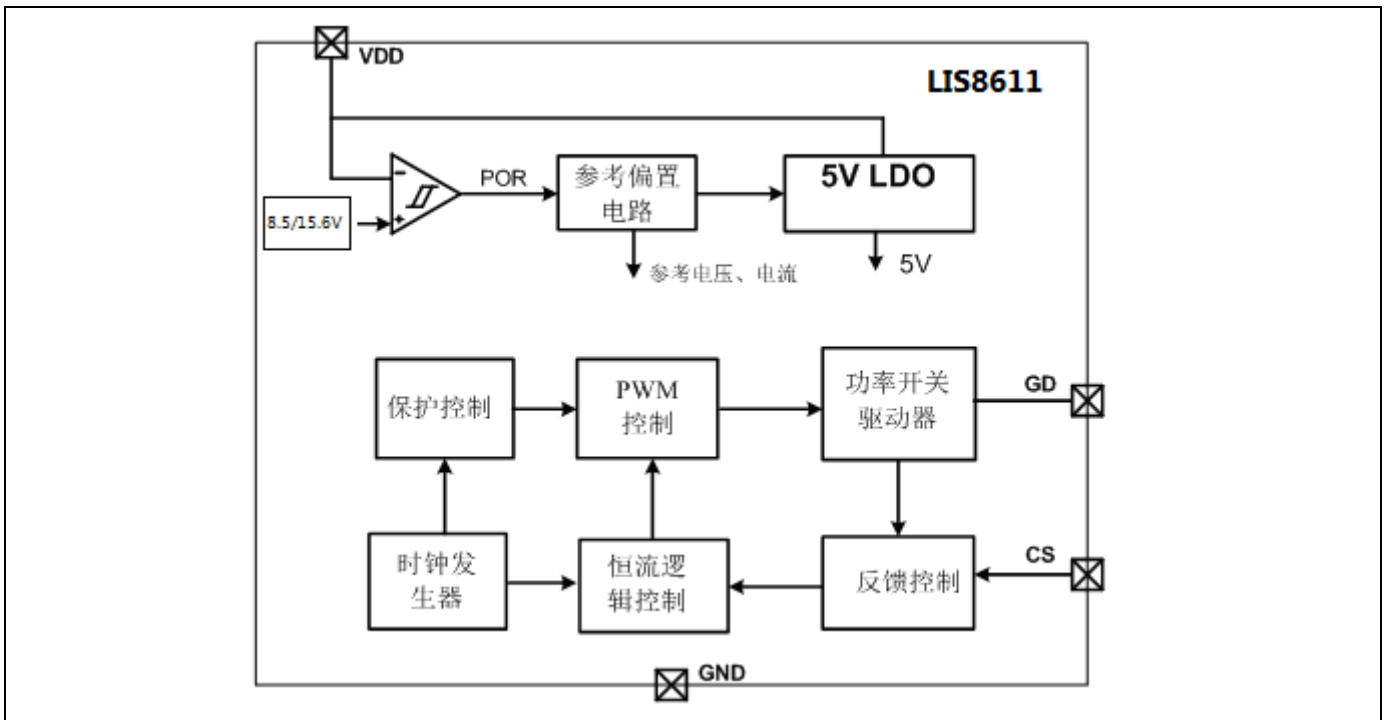 VDD
LIS8611
POR
参考偏置
电路
5V LDO
8.5/15.6V
参考电压、电流
5V
保护控制
PWM
控制
功率开关
驱动器
GD
时钟发
生器
恒流逻
辑控制
反馈控制
CS
GND